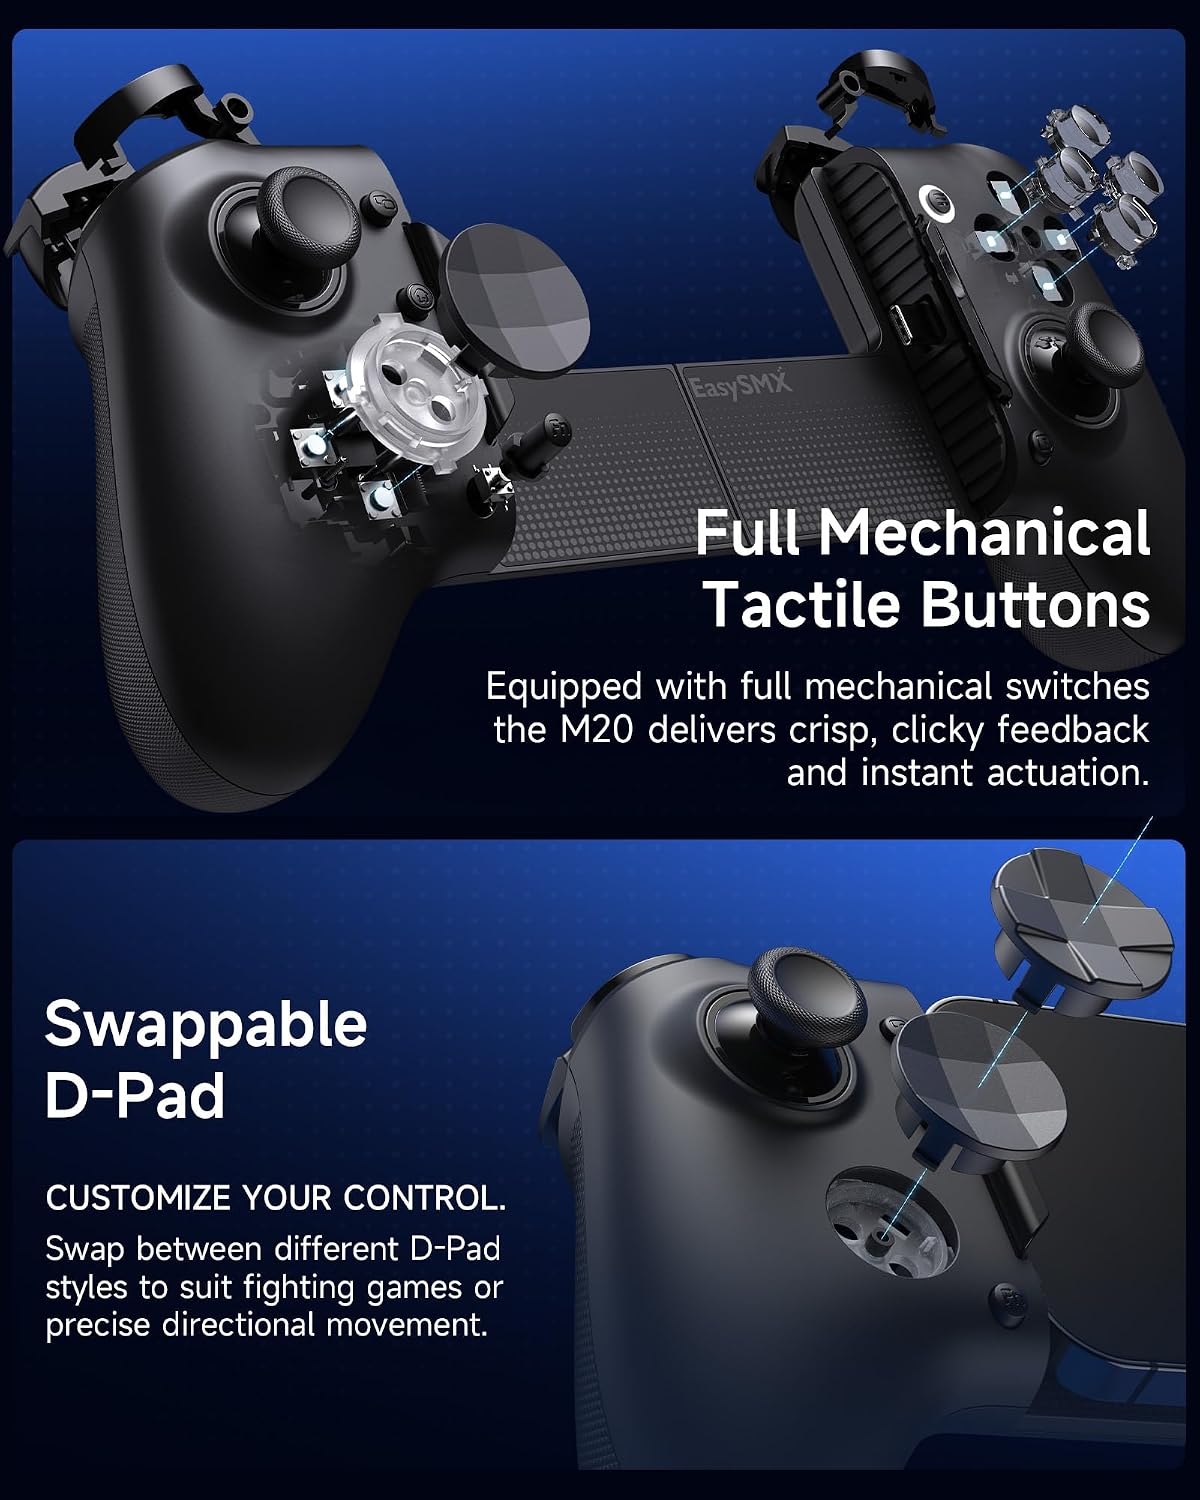 EasySMX
Full Mechanical
Tactile Buttons
Equipped with full mechanical switches
the M20 delivers crisp, clicky feedback
and instant actuation.
Swappable
D-Pad
CUSTOMIZE YOUR CONTROL.
Swap between different D-Pad
styles to suit fighting games or
precise directional movement.